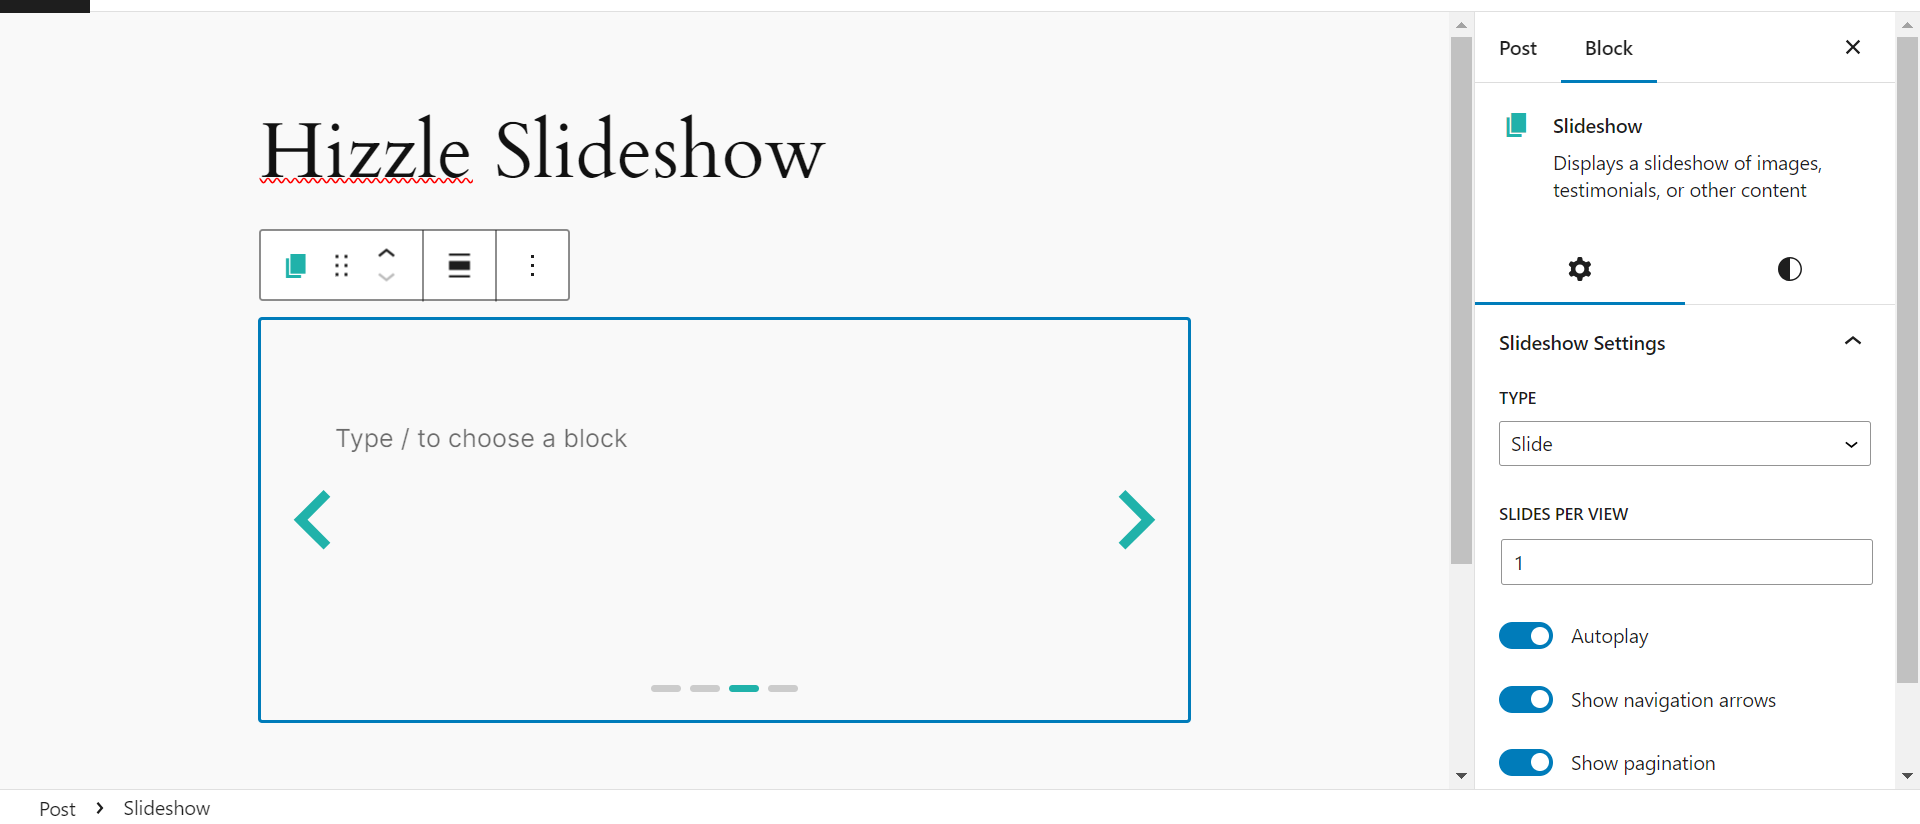 Hizzle Slideshow
Type / to choose a block
Post Block
Slideshow
Displays a slideshow of images,
testimonials, or other content
Slideshow Settings
TYPE
Slide
SLIDES PER VIEW
1
Autoplay
Show navigation arrows
Show pagination
Post > Slideshow